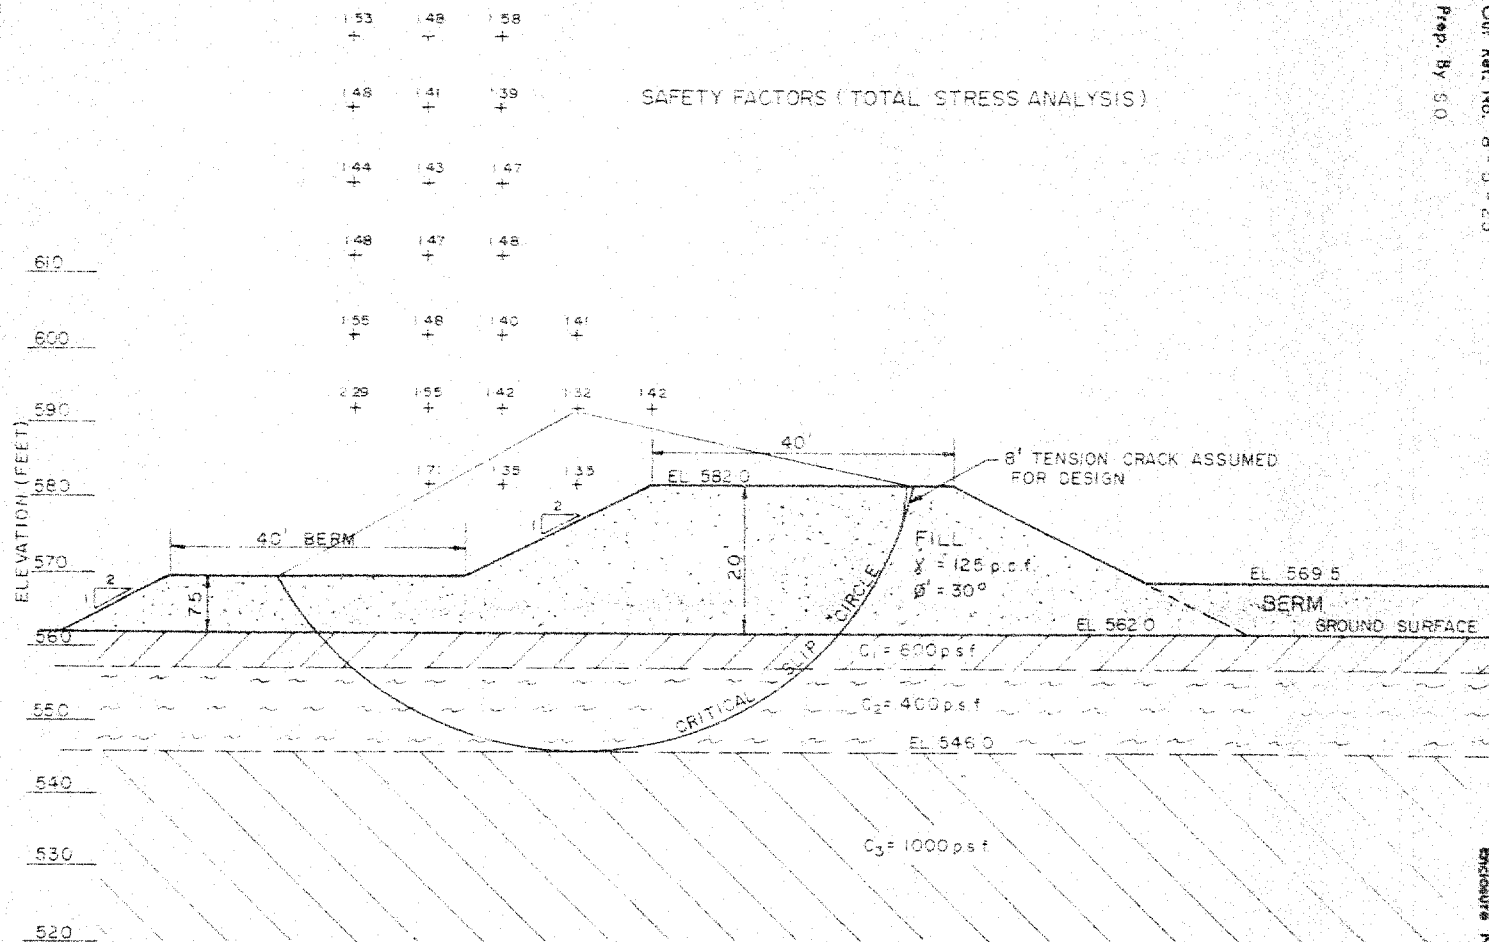 1.53 1.48 1.58
1.48 1.41 1.39
SAFETY FACTORS (TOTAL STRESS ANALYSIS)
1.44 1.43 1.47
1.48 1.47 1.48
610
1.55 1.48 1.40 1.41
600
2.29 1.55 1.42 1.32 1.42
590
1.71 1.35 1.35
580
570
560
550
540
530
520
ELEVATION (FEET)
40'
EL 582.0
8' TENSION CRACK ASSUMED
FOR DESIGN
2
1
40' BERM
2
1
7.5'
20'
FILL
γ = 125 p.c.f.
Ø' = 30°
EL 569.5
BERM
EL 562.0
GROUND SURFACE
CRITICAL SLIP CIRCLE
C₁ = 800 p.s.f.
C₂ = 400 p.s.f.
EL 546.0
C₃ = 1000 p.s.f.
Prep. By S.O.